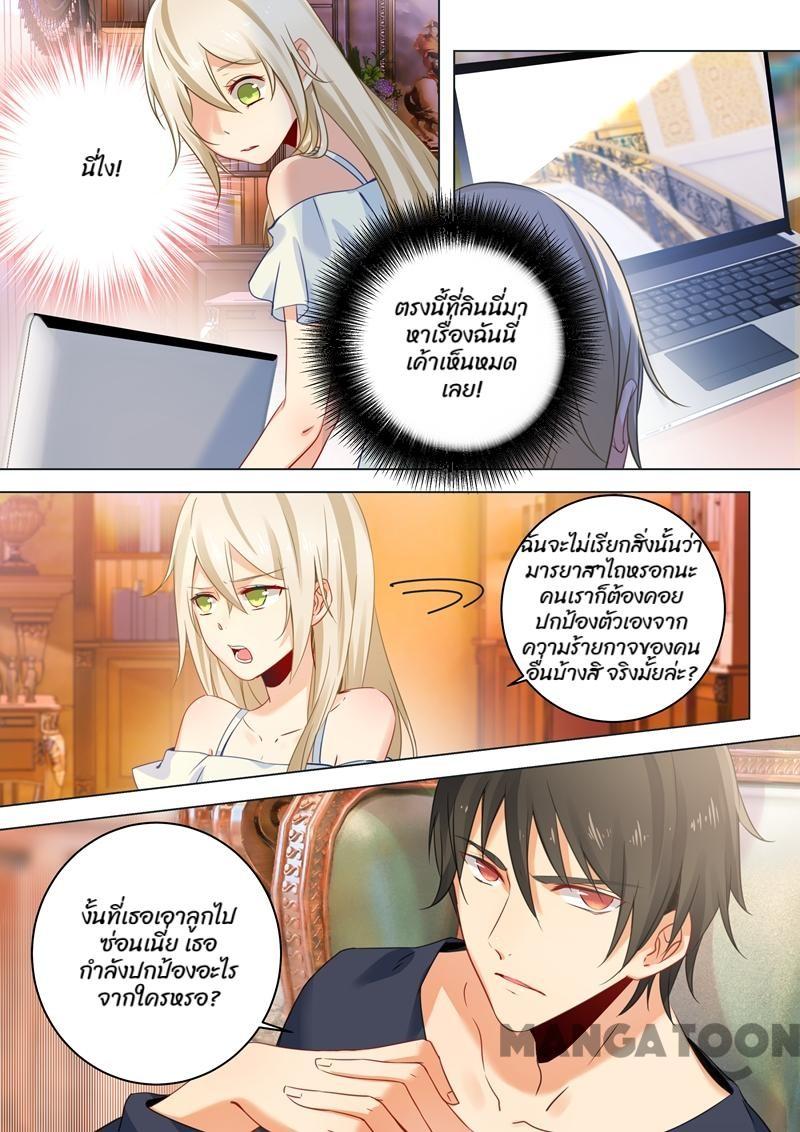 นี่ไง!
ตรงนี้ที่ลินนี่มา
หาเรื่องฉันนี่
เค้าเห็นหมด
เลย!
ฉันจะไม่เรียกสิ่งนั้นว่า
มารยาสาไถหรอกนะ
คนเราก็ต้องคอย
ปกป้องตัวเองจาก
ความร้ายกาจของคน
อื่นบ้างสิ จริงมั้ยล่ะ?
งั้นที่เธอเอาลูกไป
ซ่อนเนี่ย เธอ
กำลังปกป้องอะไร
จากใครหรอ?
MANGATOON